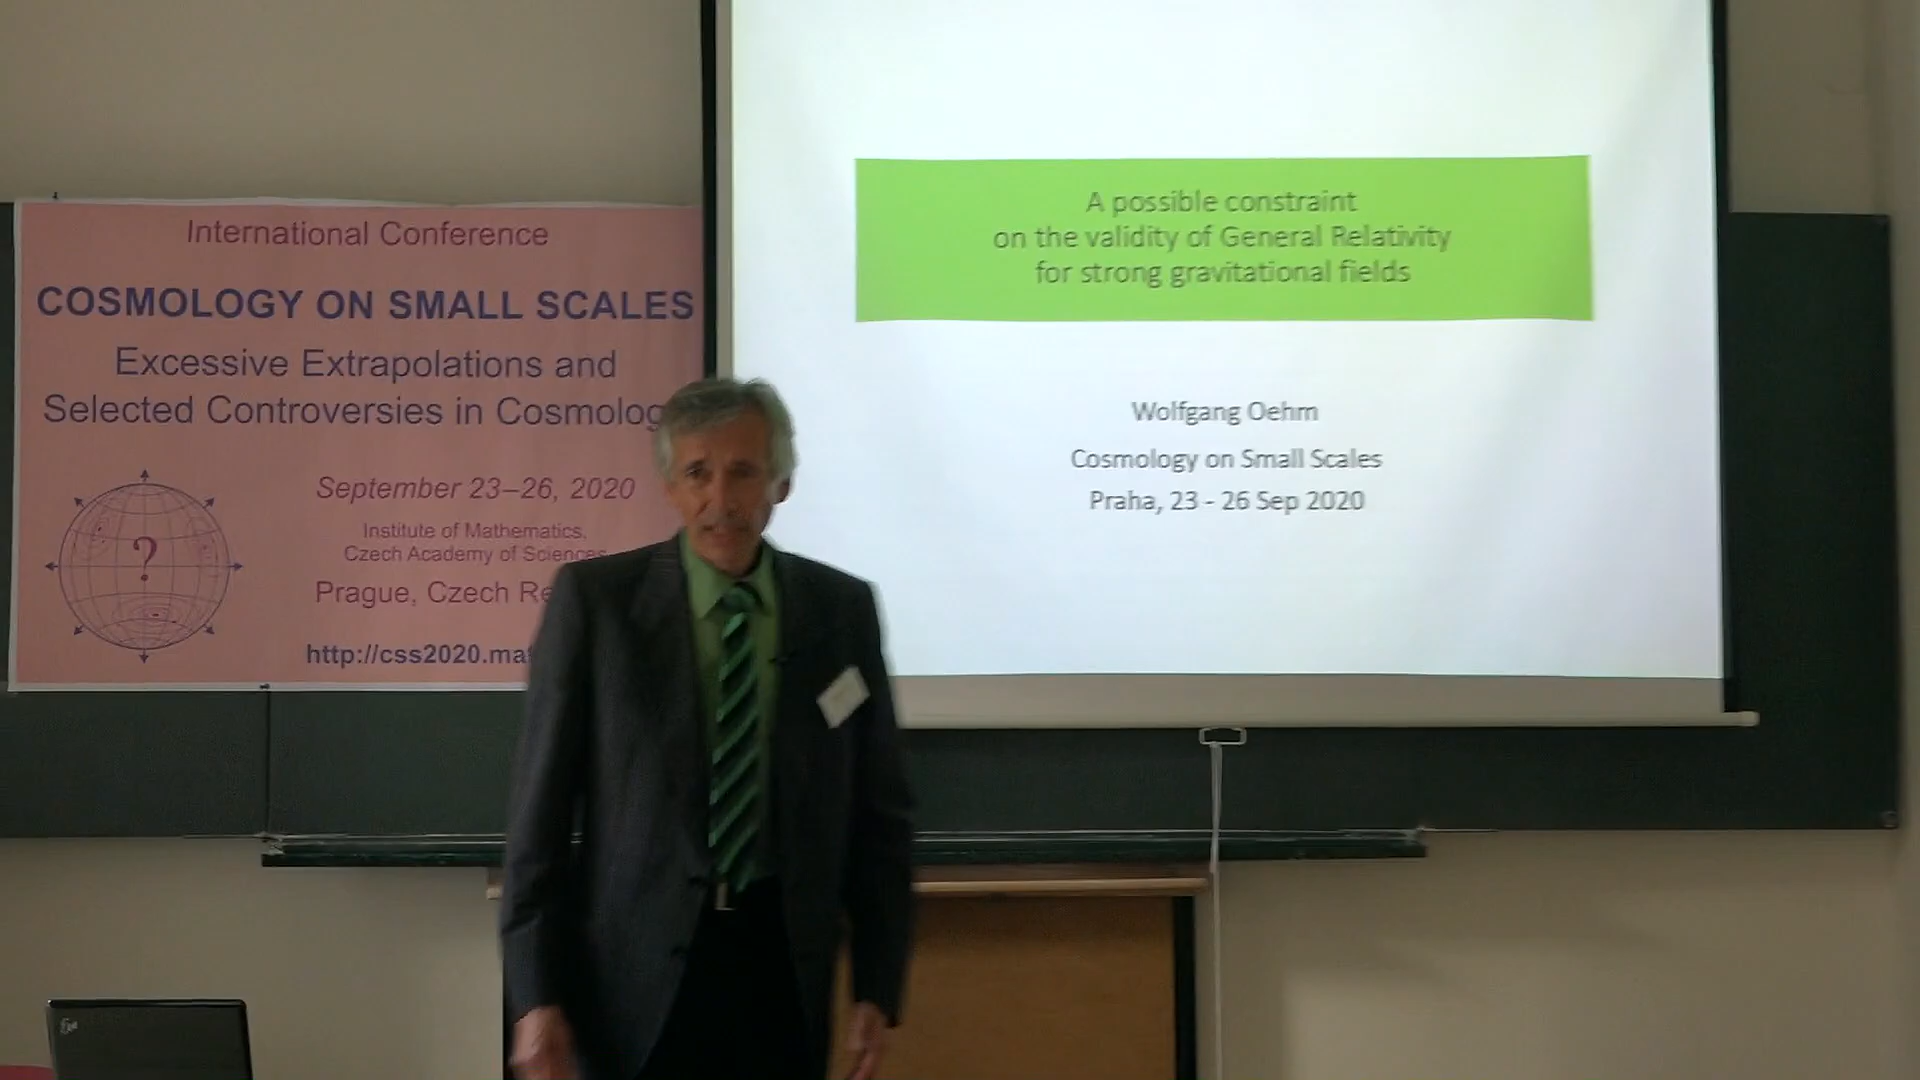 International Conference
COSMOLOGY ON SMALL SCALES
Excessive Extrapolations and
Selected Controversies in Cosmolog
September 23–26, 2020
Institute of Mathematics,
Czech Academy of Sciences
Prague, Czech Re
http://css2020.mat
?
A possible constraint
on the validity of General Relativity
for strong gravitational fields
Wolfgang Oehm
Cosmology on Small Scales
Praha, 23 - 26 Sep 2020